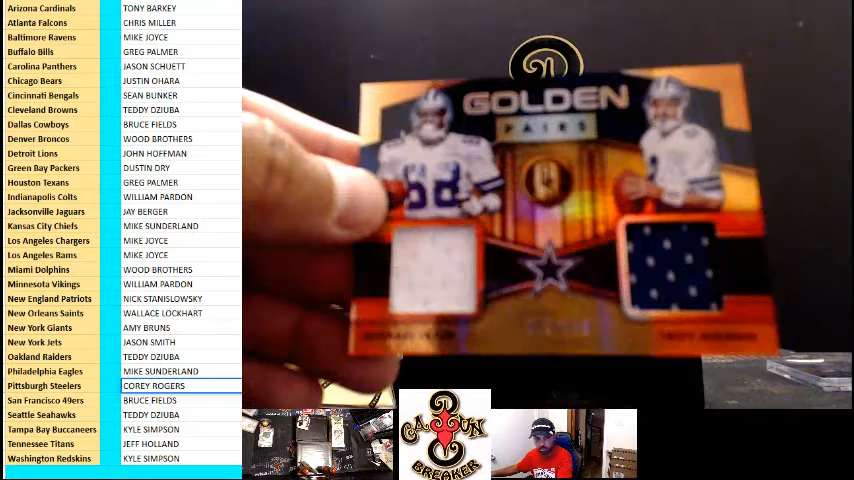 Arizona Cardinals TONY BARKEY
Atlanta Falcons CHRIS MILLER
Baltimore Ravens MIKE JOYCE
Buffalo Bills GREG PALMER
Carolina Panthers JASON SCHUETT
Chicago Bears JUSTIN OHARA
Cincinnati Bengals SEAN BUNKER
Cleveland Browns TEDDY DZIUBA
Dallas Cowboys BRUCE FIELDS
Denver Broncos WOOD BROTHERS
Detroit Lions JOHN HOFFMAN
Green Bay Packers DUSTIN DRY
Houston Texans GREG PALMER
Indianapolis Colts WILLIAM PARDON
Jacksonville Jaguars JAY BERGER
Kansas City Chiefs MIKE SUNDERLAND
Los Angeles Chargers MIKE JOYCE
Los Angeles Rams MIKE JOYCE
Miami Dolphins WOOD BROTHERS
Minnesota Vikings WILLIAM PARDON
New England Patriots NICK STANISLOWSKY
New Orleans Saints WALLACE LOCKHART
New York Giants AMY BRUNS
New York Jets JASON SMITH
Oakland Raiders TEDDY DZIUBA
Philadelphia Eagles MIKE SUNDERLAND
Pittsburgh Steelers COREY ROGERS
San Francisco 49ers BRUCE FIELDS
Seattle Seahawks TEDDY DZIUBA
Tampa Bay Buccaneers KYLE SIMPSON
Tennessee Titans JEFF HOLLAND
Washington Redskins KYLE SIMPSON
GOLDEN
PAIRS
CAJUN
BREAKER